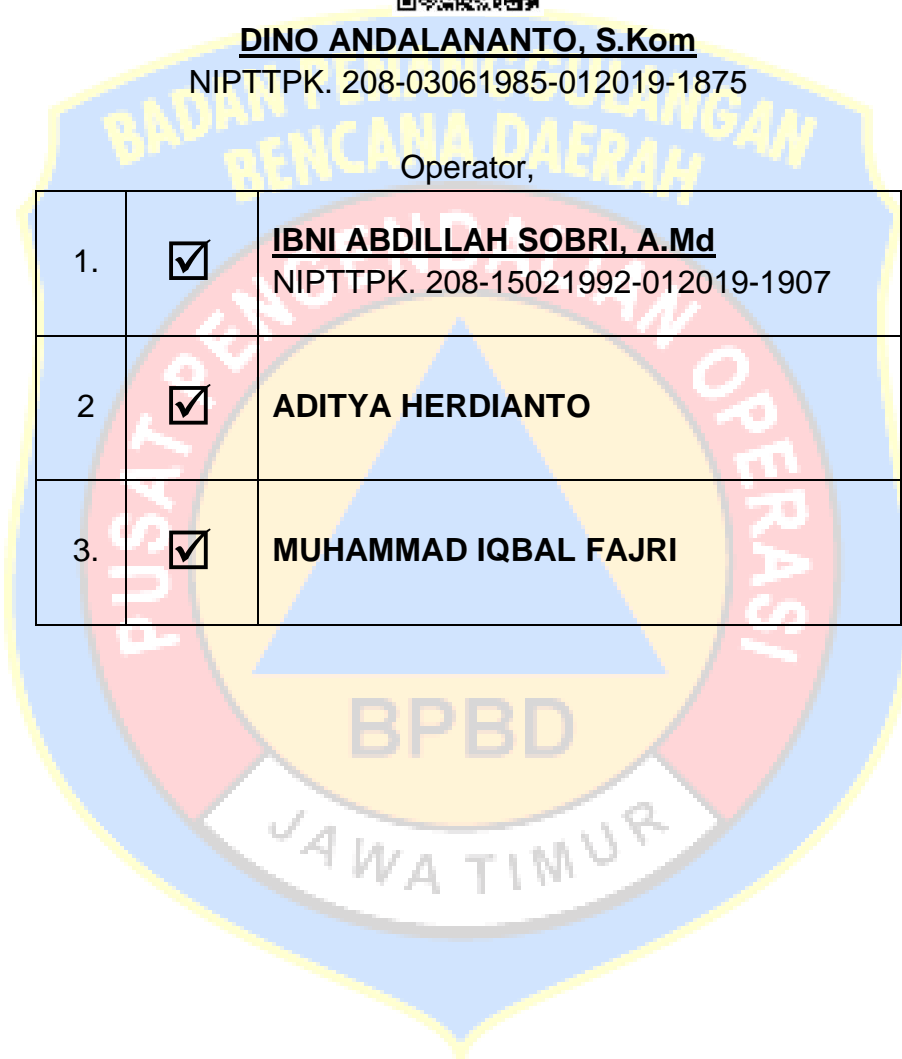 DINO ANDALANANTO, S.Kom
NIPTTPK. 208-03061985-012019-1875
BADAN PENANGGULANGAN
BENCANA DAERAH
Operator,
1. ☑ IBNI ABDILLAH SOBRI, A.Md
NIPTTPK. 208-15021992-012019-1907
2 ☑ ADITYA HERDIANTO
3. ☑ MUHAMMAD IQBAL FAJRI
PUSAT PENGENDALIAN OPERASI
BPBD
JAWA TIMUR